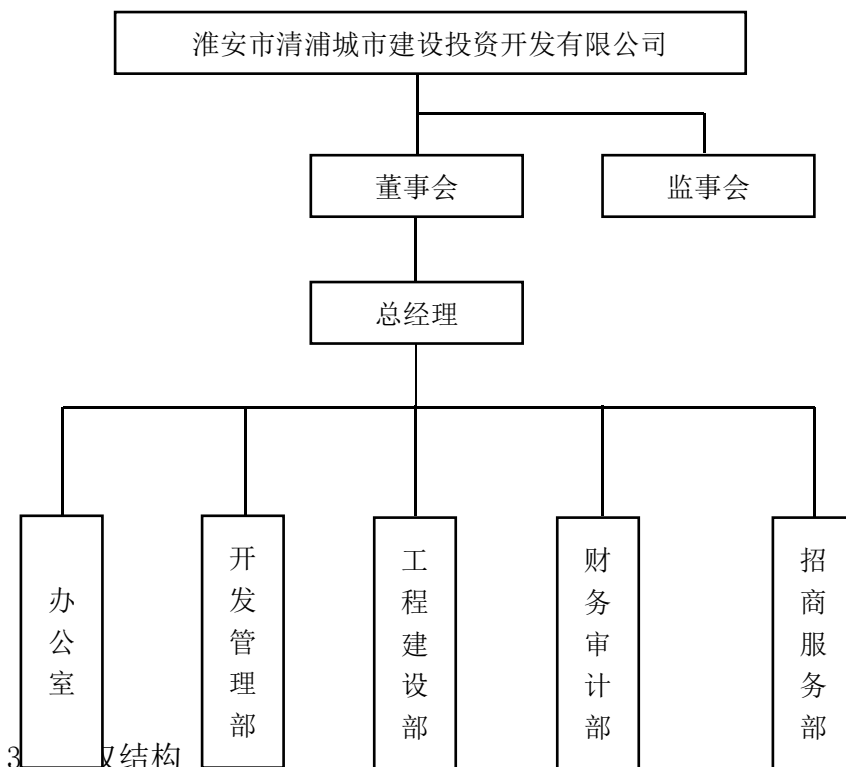 淮安市清浦城市建设投资开发有限公司
董事会
监事会
总经理
办公室
开发管理部
工程建设部
财务审计部
招商服务部
3
结构